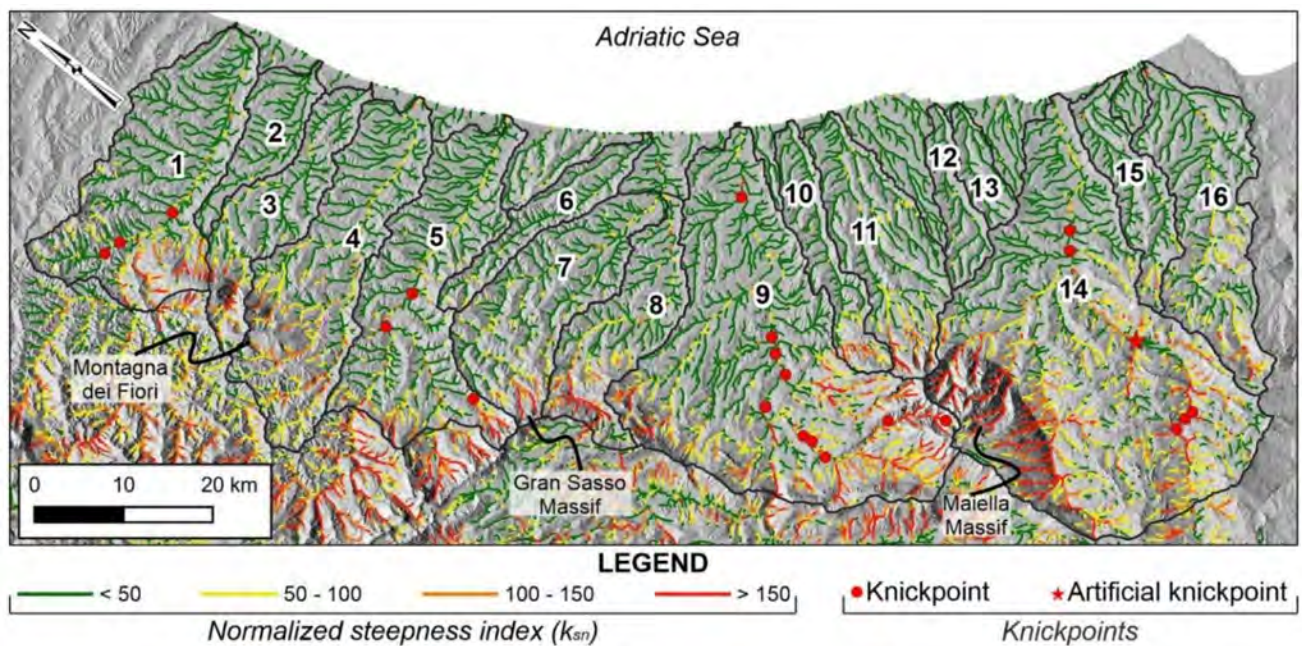 N
Adriatic Sea
1
2
3
4
5
6
7
8
9
10
11
12
13
14
15
16
Montagna
dei Fiori
Gran Sasso
Massif
Maiella
Massif
0 10 20 km
LEGEND
< 50 50 - 100 100 - 150 > 150
Normalized steepness index (ksn)
Knickpoint Artificial knickpoint
Knickpoints